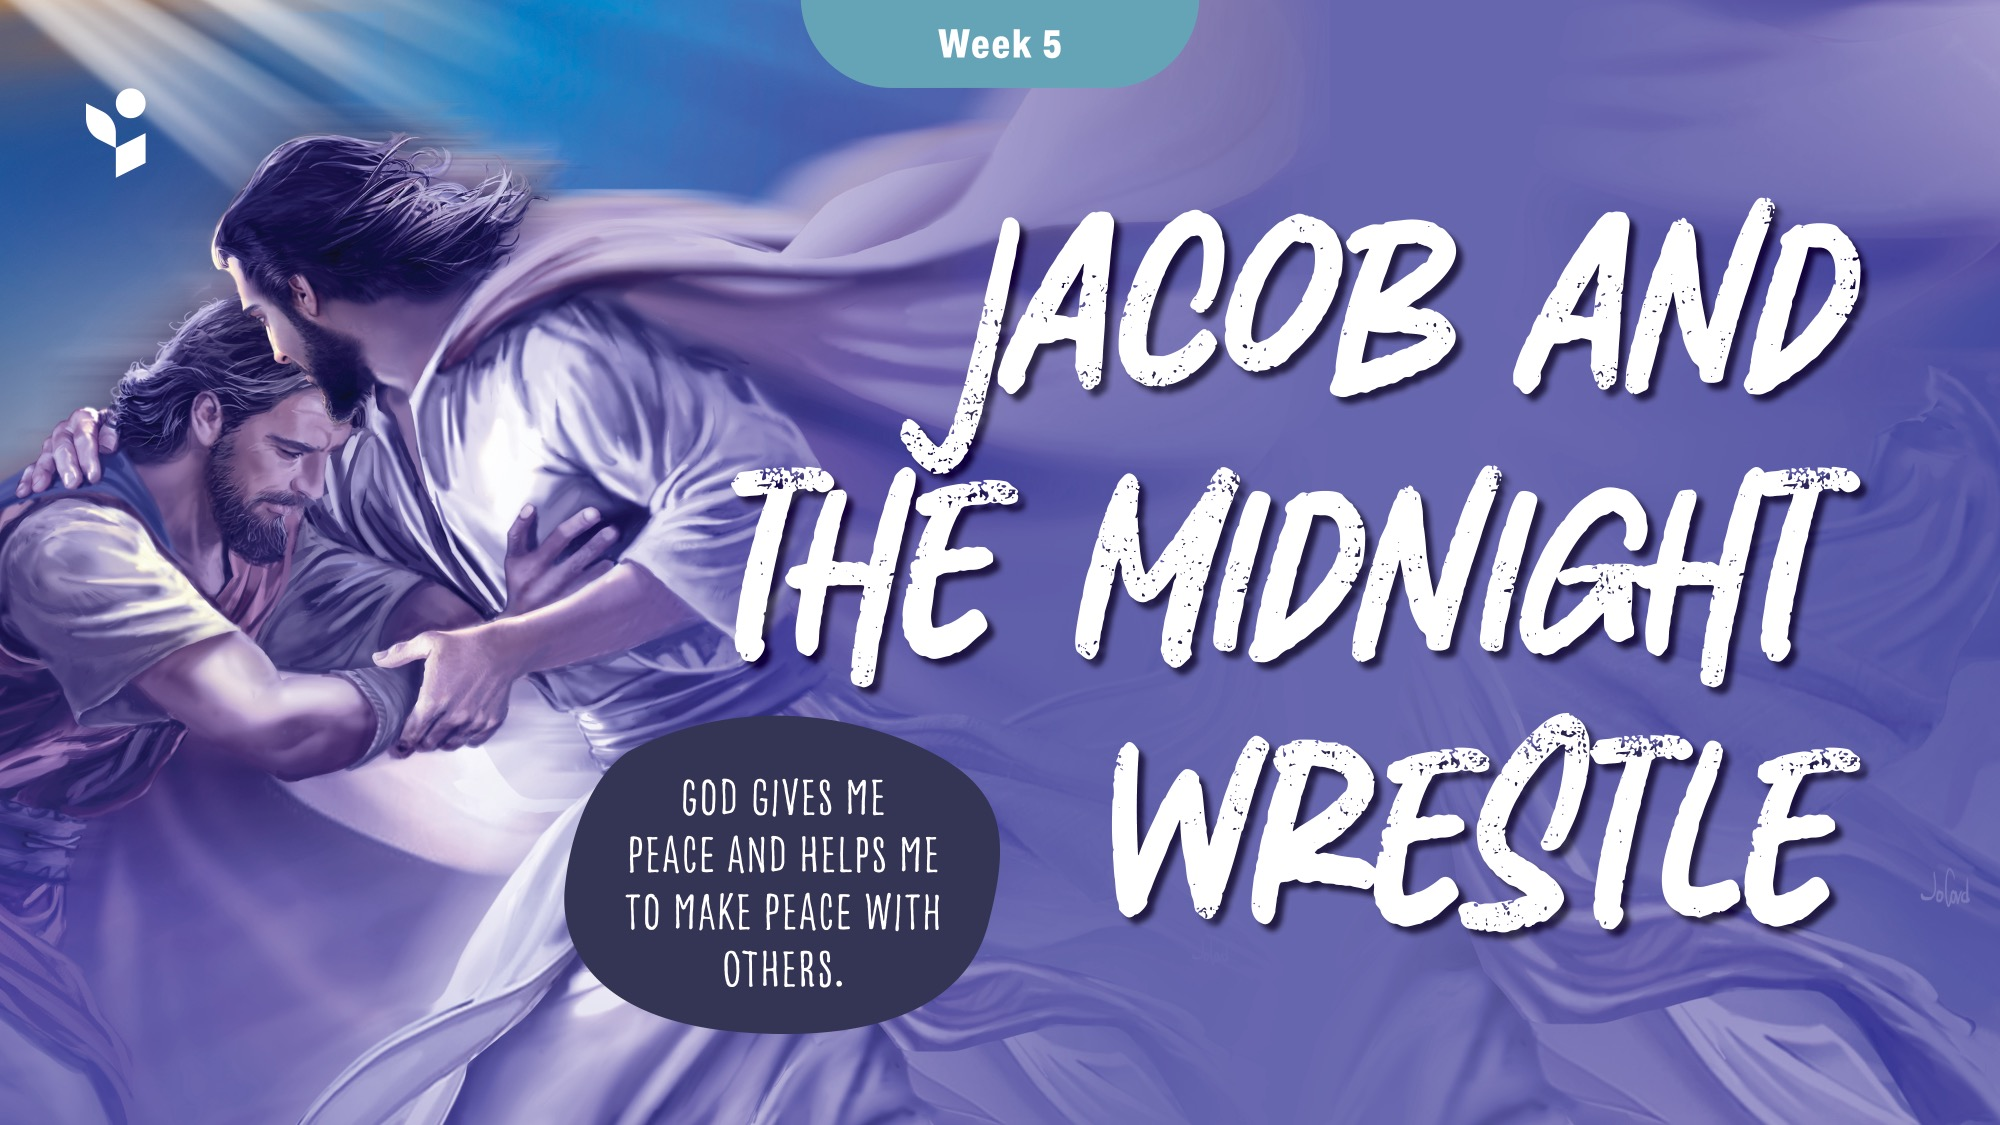 Week 5
JACOB AND
THE MIDNIGHT
WRESTLE
GOD GIVES ME
PEACE AND HELPS ME
TO MAKE PEACE WITH
OTHERS.